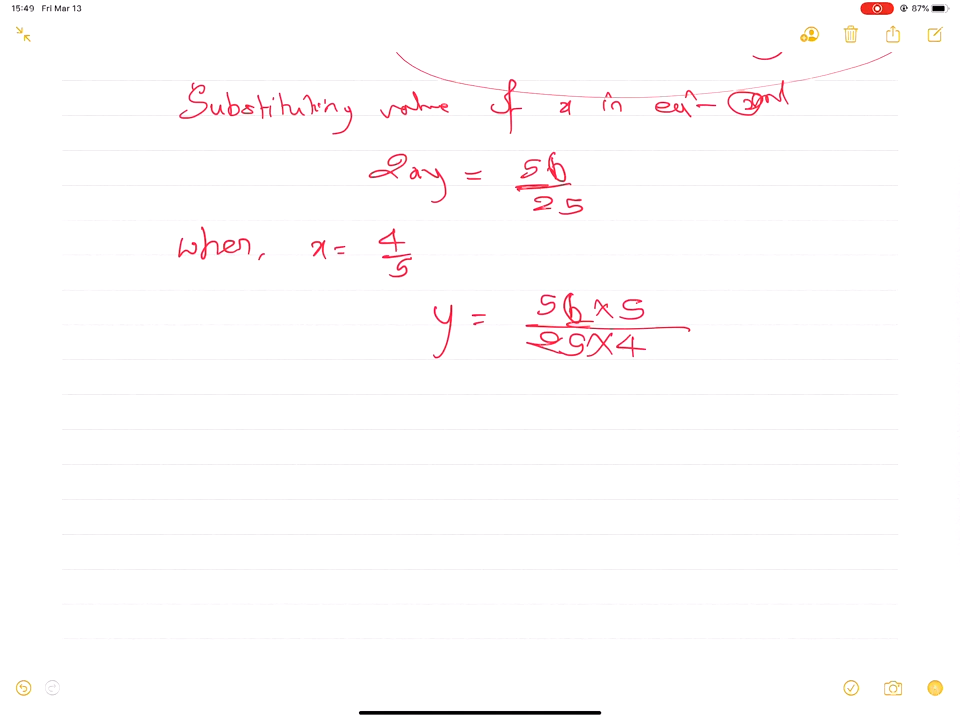 15:49 Fri Mar 13 87%
Substituting value of x in eqn- 2nd
2xy = 56/25
when, x = 4/5
y = 56×5/25×4